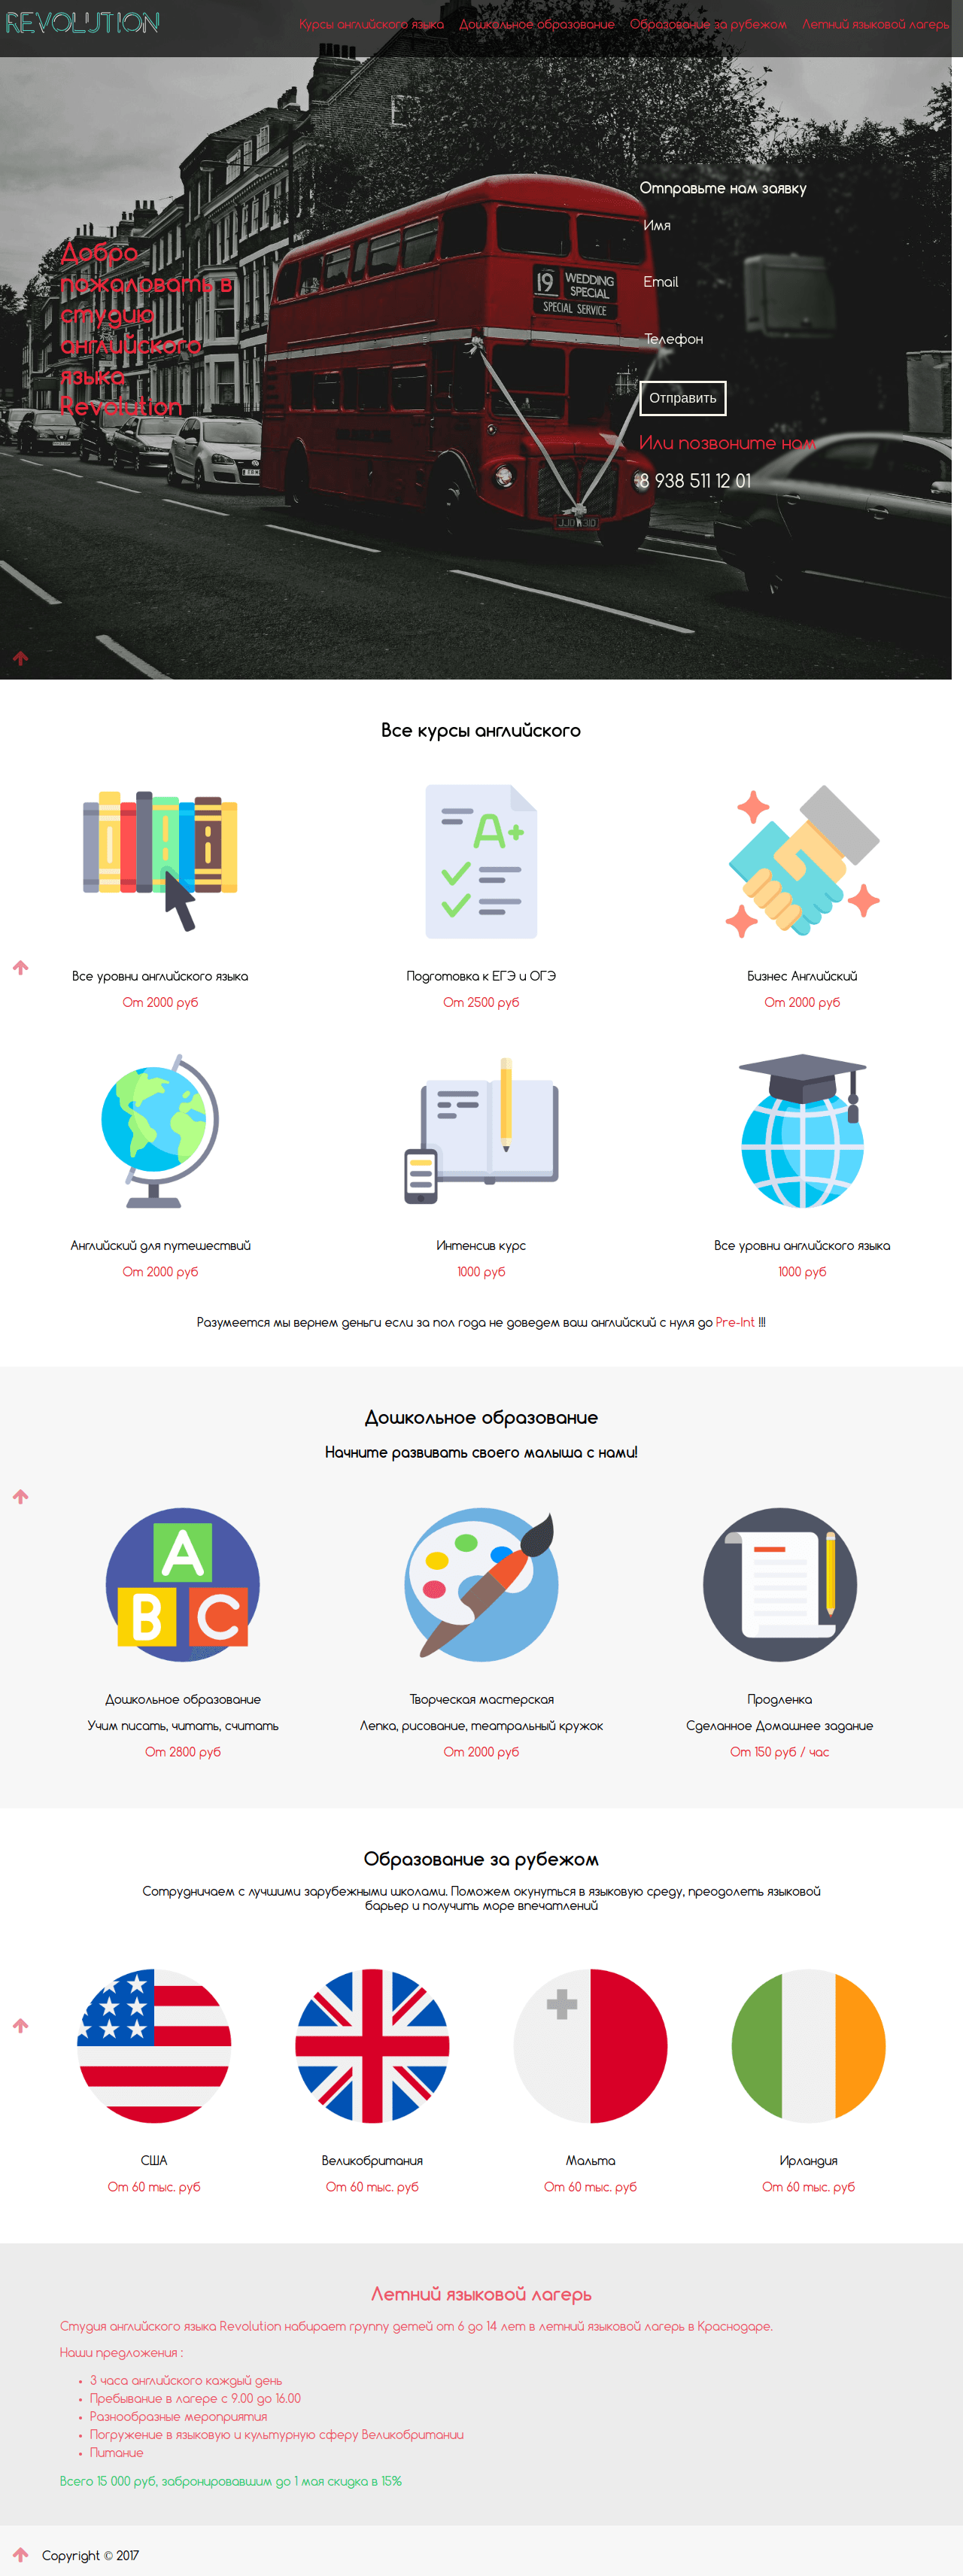 REVOLUTION
Курсы английского языка Дошкольное образование Образование за рубежом Летний языковой лагерь
Добро
пожаловать в
студию
английского
языка
Revolution
19 WEDDING
SPECIAL
SPECIAL SERVICE
Отправьте нам заявку
Имя
Email
Телефон
Отправить
Или позвоните нам
8 938 511 12 01
Все курсы английского
A+
Все уровни английского языка
От 2000 руб
Подготовка к ЕГЭ и ОГЭ
От 2500 руб
Бизнес Английский
От 2000 руб
Английский для путешествий
От 2000 руб
Интенсив курс
1000 руб
Все уровни английского языка
1000 руб
Разумеется мы вернем деньги если за пол года не доведем ваш английский с нуля до Pre-Int !!!
Дошкольное образование
Начните развивать своего малыша с нами!
A
B C
Дошкольное образование
Учим писать, читать, считать
От 2800 руб
Творческая мастерская
Лепка, рисование, театральный кружок
От 2000 руб
Продленка
Сделанное Домашнее задание
От 150 руб / час
Образование за рубежом
Сотрудничаем с лучшими зарубежными школами. Поможем окунуться в языковую среду, преодолеть языковой
барьер и получить море впечатлений
США
От 60 тыс. руб
Великобритания
От 60 тыс. руб
Мальта
От 60 тыс. руб
Ирландия
От 60 тыс. руб
Летний языковой лагерь
Студия английского языка Revolution набирает группу детей от 6 до 14 лет в летний языковой лагерь в Краснодаре.
Наши предложения :
• 3 часа английского каждый день
• Пребывание в лагере с 9.00 до 16.00
• Разнообразные мероприятия
• Погружение в языковую и культурную сферу Великобритании
• Питание
Всего 15 000 руб, забронировавшим до 1 мая скидка в 15%
Copyright © 2017